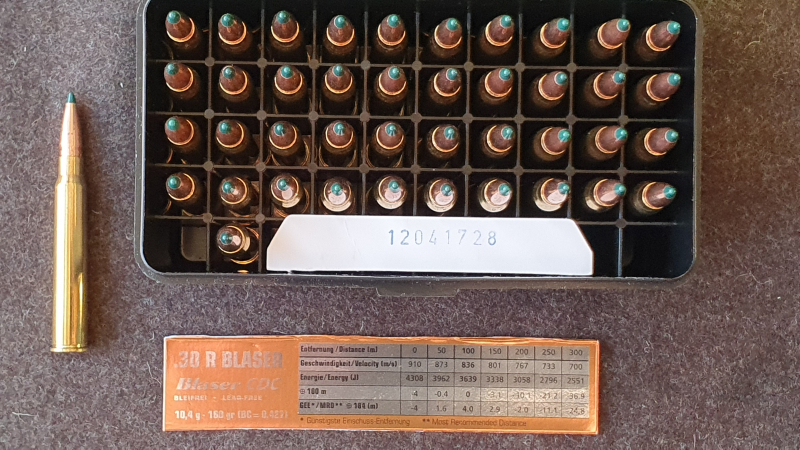 12041728
.30 R BLASER
Blaser CDC
BLEIFREI • LEAD-FREE
10,4 g - 160 gr (BC= 0,427)
Entfernung/Distance (m) 0 50 100 150 200 250 300
Geschwindigkeit/Velocity (m/s) 910 873 836 801 767 733 700
Energie/Energy (J) 4308 3962 3639 3338 3058 2796 2551
⊕ 100 m -4 -0.4 0 -3.1 -10.1 -21.2 -36.9
GEE*/MRD** ⊕ (m) -4 1.6 4.0 2.9 -2.0 -11.1 -24.8
* Günstigste Einschuss-Entfernung ** Most Recommended Distance